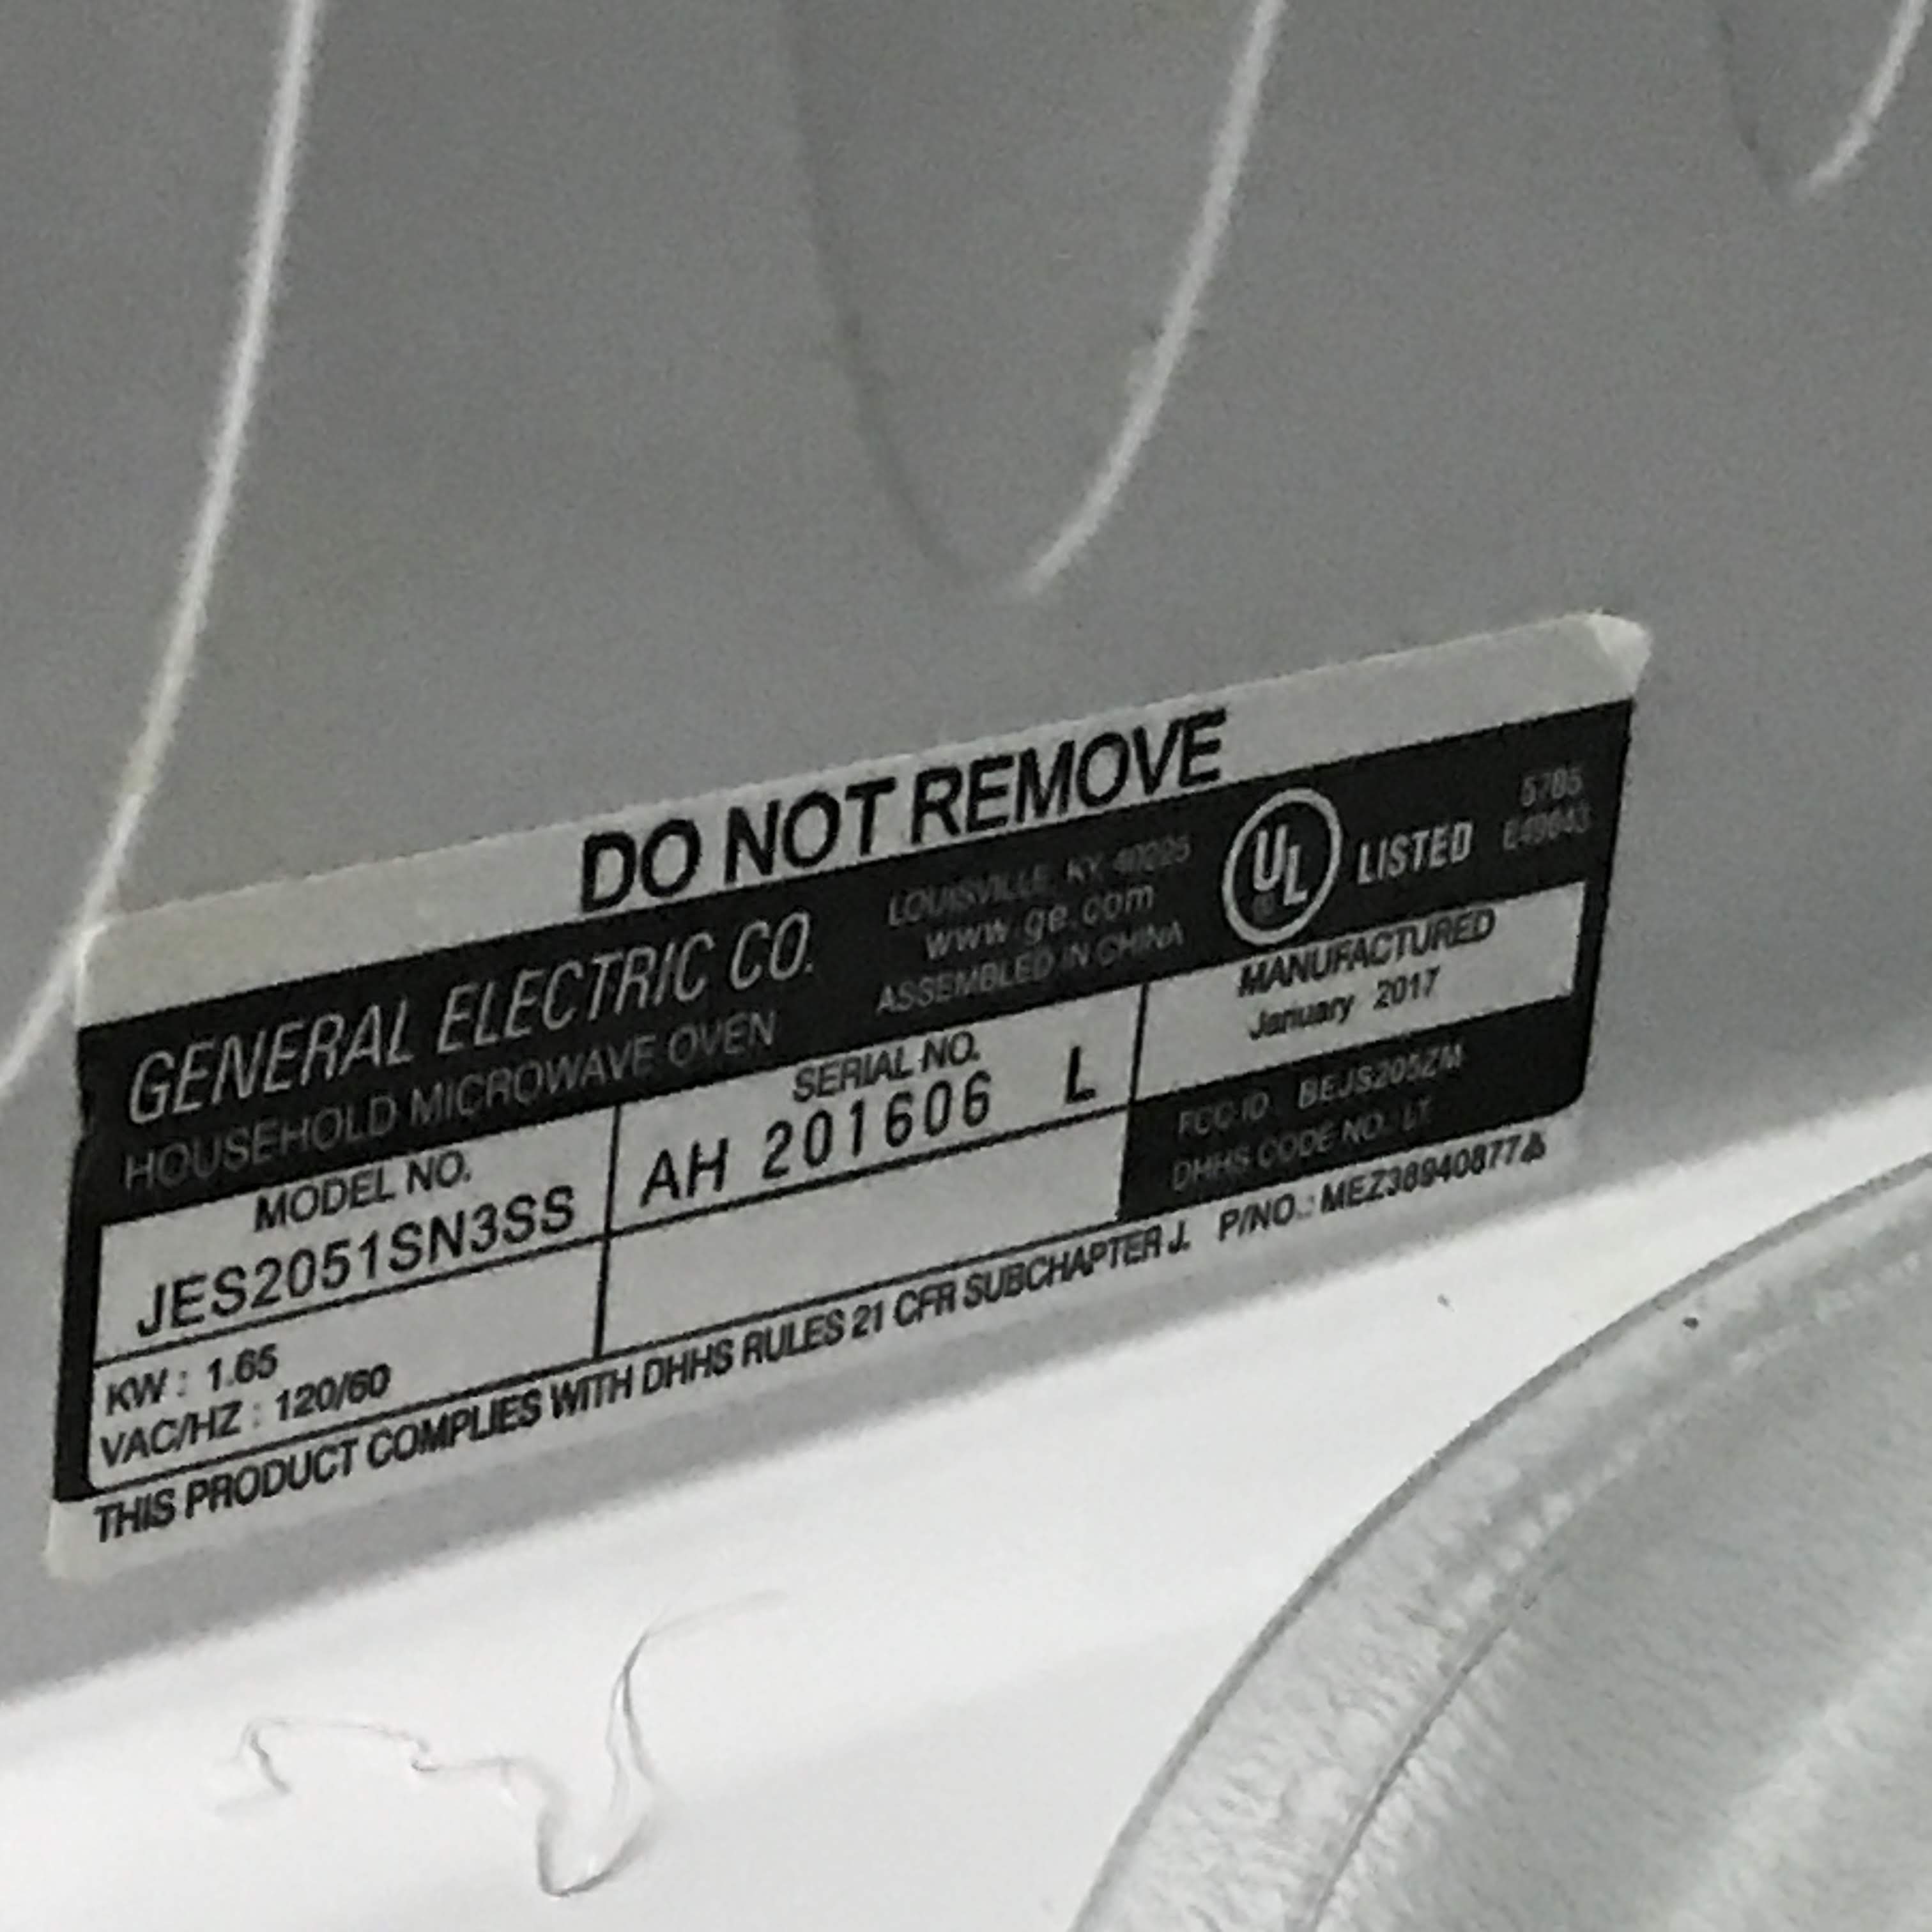 DO NOT REMOVE
GENERAL ELECTRIC CO.
HOUSEHOLD MICROWAVE OVEN
LOUISVILLE, KY 40225
www.ge.com
ASSEMBLED IN CHINA
UL LISTED
5705
MODEL NO.
JES2051SN3SS
SERIAL NO.
AH 201606 L
MANUFACTURED
January 2017
KW : 1.65
VAC/HZ : 120/60
FCC ID : BEJS205ZM
DHHS CODE NO.: LT
THIS PRODUCT COMPLIES WITH DHHS RULES 21 CFR SUBCHAPTER J. P/NO.: MEZ38940877